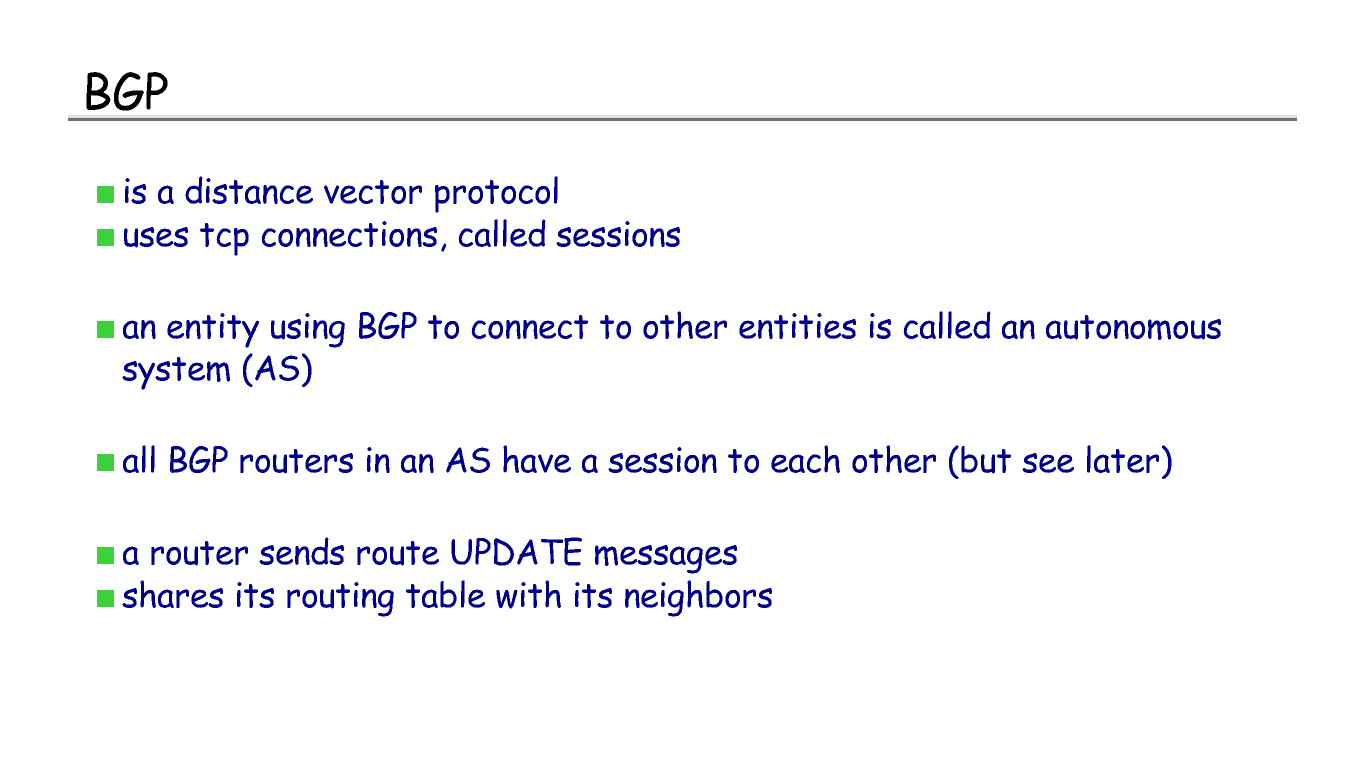 BGP
is a distance vector protocol
uses tcp connections, called sessions
an entity using BGP to connect to other entities is called an autonomous
system (AS)
all BGP routers in an AS have a session to each other (but see later)
a router sends route UPDATE messages
shares its routing table with its neighbors